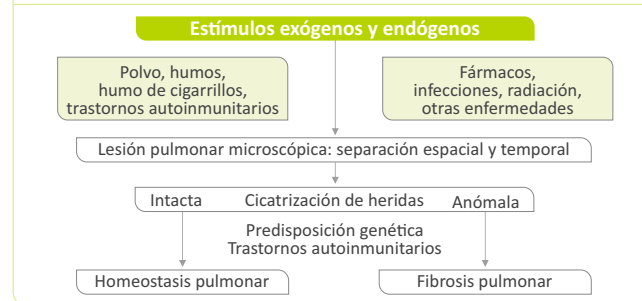 Estímulos exógenos y endógenos
Polvo, humos,
humo de cigarrillos,
trastornos autoinmunitarios
Fármacos,
infecciones, radiación,
otras enfermedades
Lesión pulmonar microscópica: separación espacial y temporal
Intacta Cicatrización de heridas Anómala
Predisposición genética
Trastornos autoinmunitarios
Homeostasis pulmonar Fibrosis pulmonar